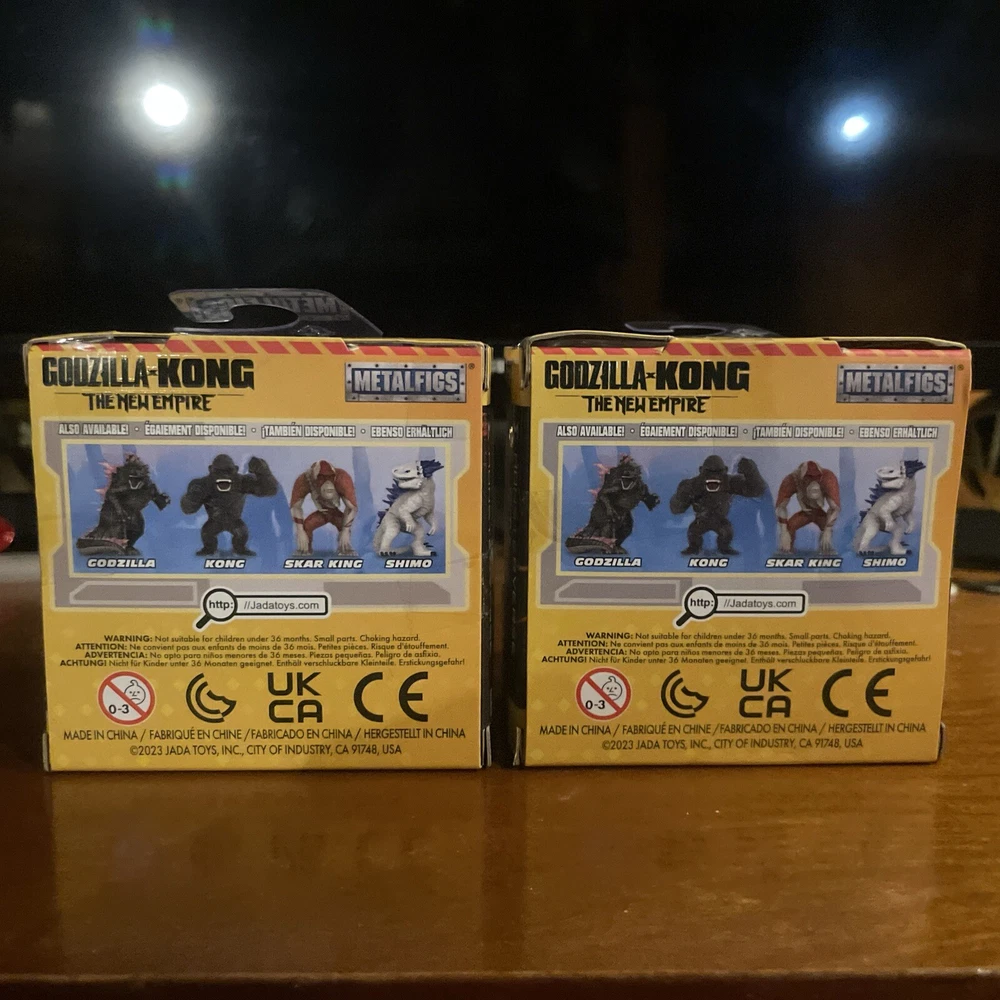 GODZILLA x KONG
THE NEW EMPIRE
METALFIGS®
ALSO AVAILABLE! • ÉGALEMENT DISPONIBLE! • ¡TAMBIÉN DISPONIBLE! • EBENSO ERHÄLTLICH
GODZILLA KONG SKAR KING SHIMO
http: //Jadatoys.com
WARNING: Not suitable for children under 36 months. Small parts. Choking hazard.
ATTENTION: Ne convient pas aux enfants de moins de 36 mois. Petites pièces. Risque d'étouffement.
ADVERTENCIA: No apto para niños menores de 36 meses. Piezas pequeñas. Peligro de asfixia.
ACHTUNG! Nicht für Kinder unter 36 Monaten geeignet. Enthält verschluckbare Kleinteile. Erstickungsgefahr!
0-3 UK
CA CE
MADE IN CHINA / FABRIQUÉ EN CHINE / FABRICADO EN CHINA / HERGESTELLT IN CHINA
©2023 JADA TOYS, INC., CITY OF INDUSTRY, CA 91748, USA
GODZILLA x KONG
THE NEW EMPIRE
METALFIGS®
ALSO AVAILABLE! • ÉGALEMENT DISPONIBLE! • ¡TAMBIÉN DISPONIBLE! • EBENSO ERHÄLTLICH
GODZILLA KONG SKAR KING SHIMO
http: //Jadatoys.com
WARNING: Not suitable for children under 36 months. Small parts. Choking hazard.
ATTENTION: Ne convient pas aux enfants de moins de 36 mois. Petites pièces. Risque d'étouffement.
ADVERTENCIA: No apto para niños menores de 36 meses. Piezas pequeñas. Peligro de asfixia.
ACHTUNG! Nicht für Kinder unter 36 Monaten geeignet. Enthält verschluckbare Kleinteile. Erstickungsgefahr!
0-3 UK
CA CE
MADE IN CHINA / FABRIQUÉ EN CHINE / FABRICADO EN CHINA / HERGESTELLT IN CHINA
©2023 JADA TOYS, INC., CITY OF INDUSTRY, CA 91748, USA